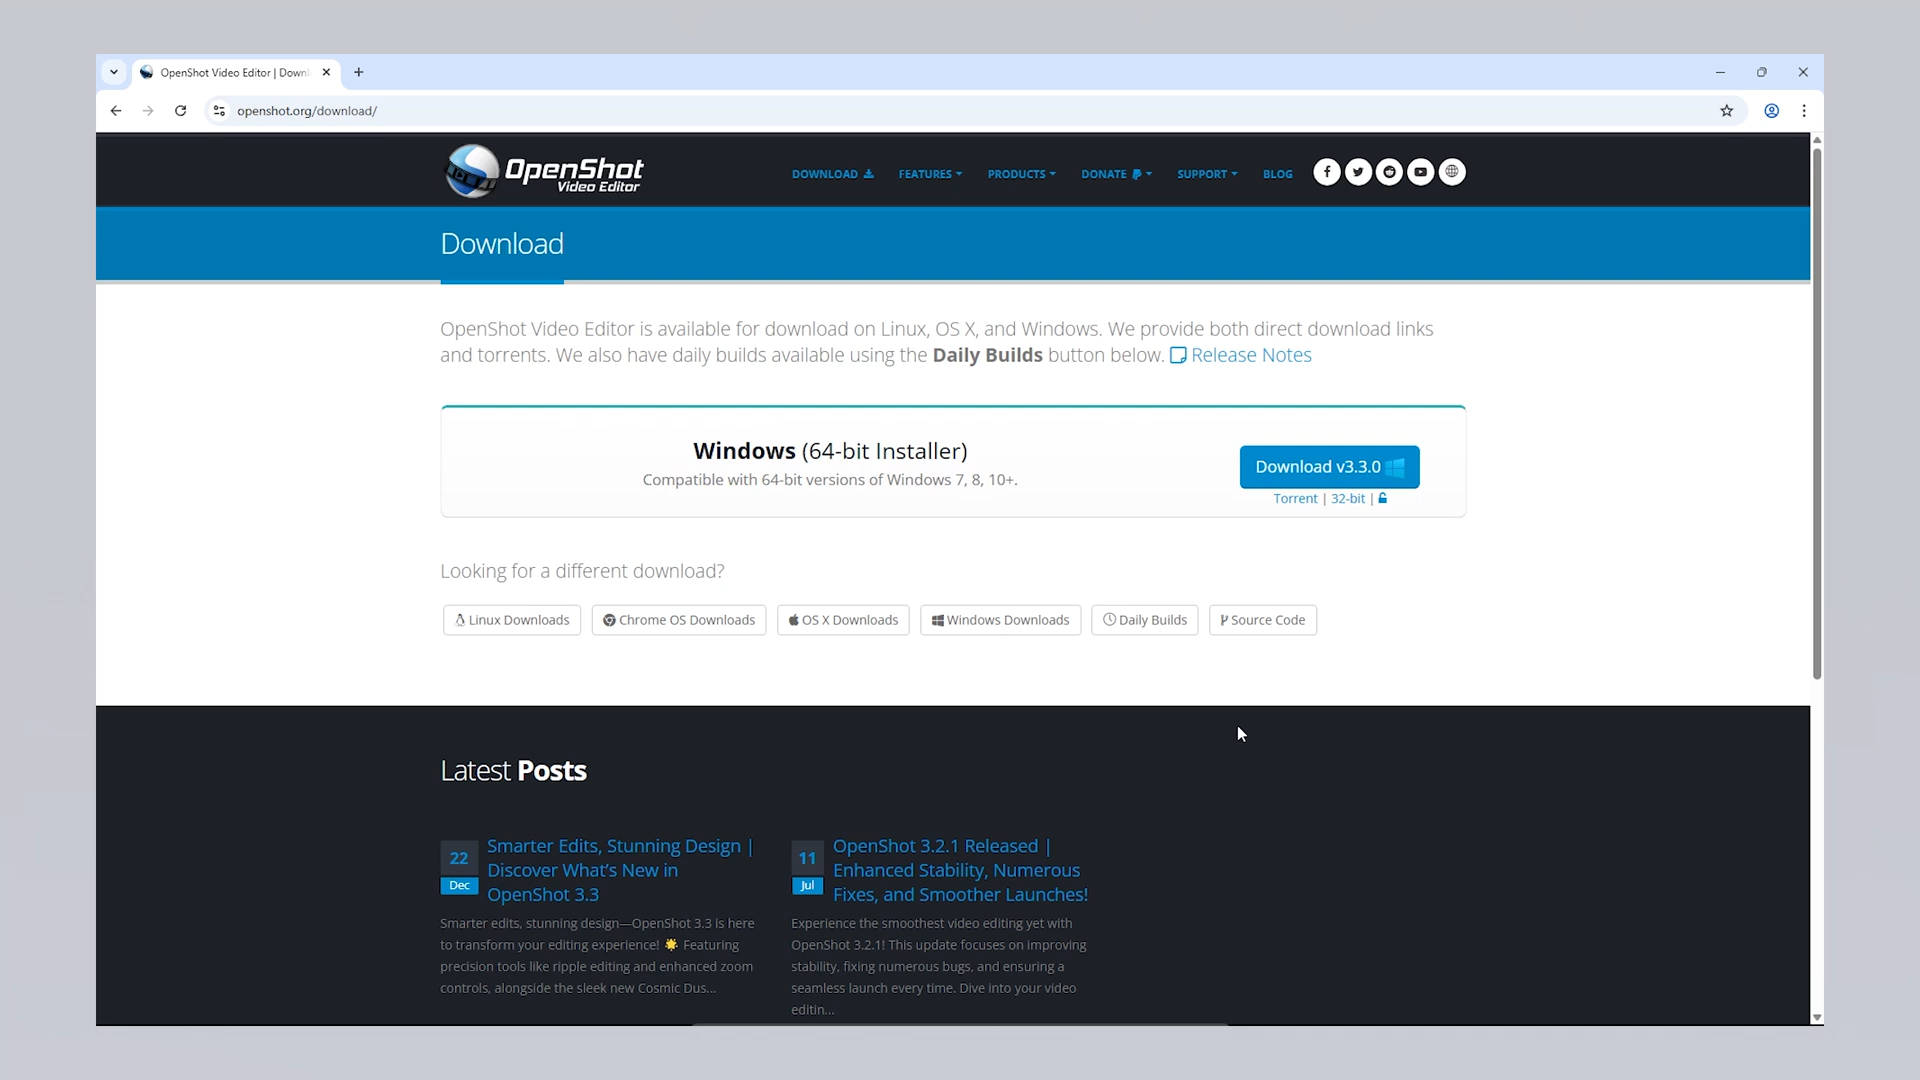 OpenShot Video Editor | Downl
openshot.org/download/
OpenShot
Video Editor
DOWNLOAD
FEATURES
PRODUCTS
DONATE
SUPPORT
BLOG
Download
OpenShot Video Editor is available for download on Linux, OS X, and Windows. We provide both direct download links
and torrents. We also have daily builds available using the Daily Builds button below. Release Notes
Windows (64-bit Installer)
Compatible with 64-bit versions of Windows 7, 8, 10+.
Download v3.3.0
Torrent | 32-bit |
Looking for a different download?
Linux Downloads
Chrome OS Downloads
OS X Downloads
Windows Downloads
Daily Builds
Source Code
Latest Posts
22
Dec
Smarter Edits, Stunning Design |
Discover What's New in
OpenShot 3.3
Smarter edits, stunning design—OpenShot 3.3 is here
to transform your editing experience! 🌟 Featuring
precision tools like ripple editing and enhanced zoom
controls, alongside the sleek new Cosmic Dus...
11
Jul
OpenShot 3.2.1 Released |
Enhanced Stability, Numerous
Fixes, and Smoother Launches!
Experience the smoothest video editing yet with
OpenShot 3.2.1! This update focuses on improving
stability, fixing numerous bugs, and ensuring a
seamless launch every time. Dive into your video
editin...